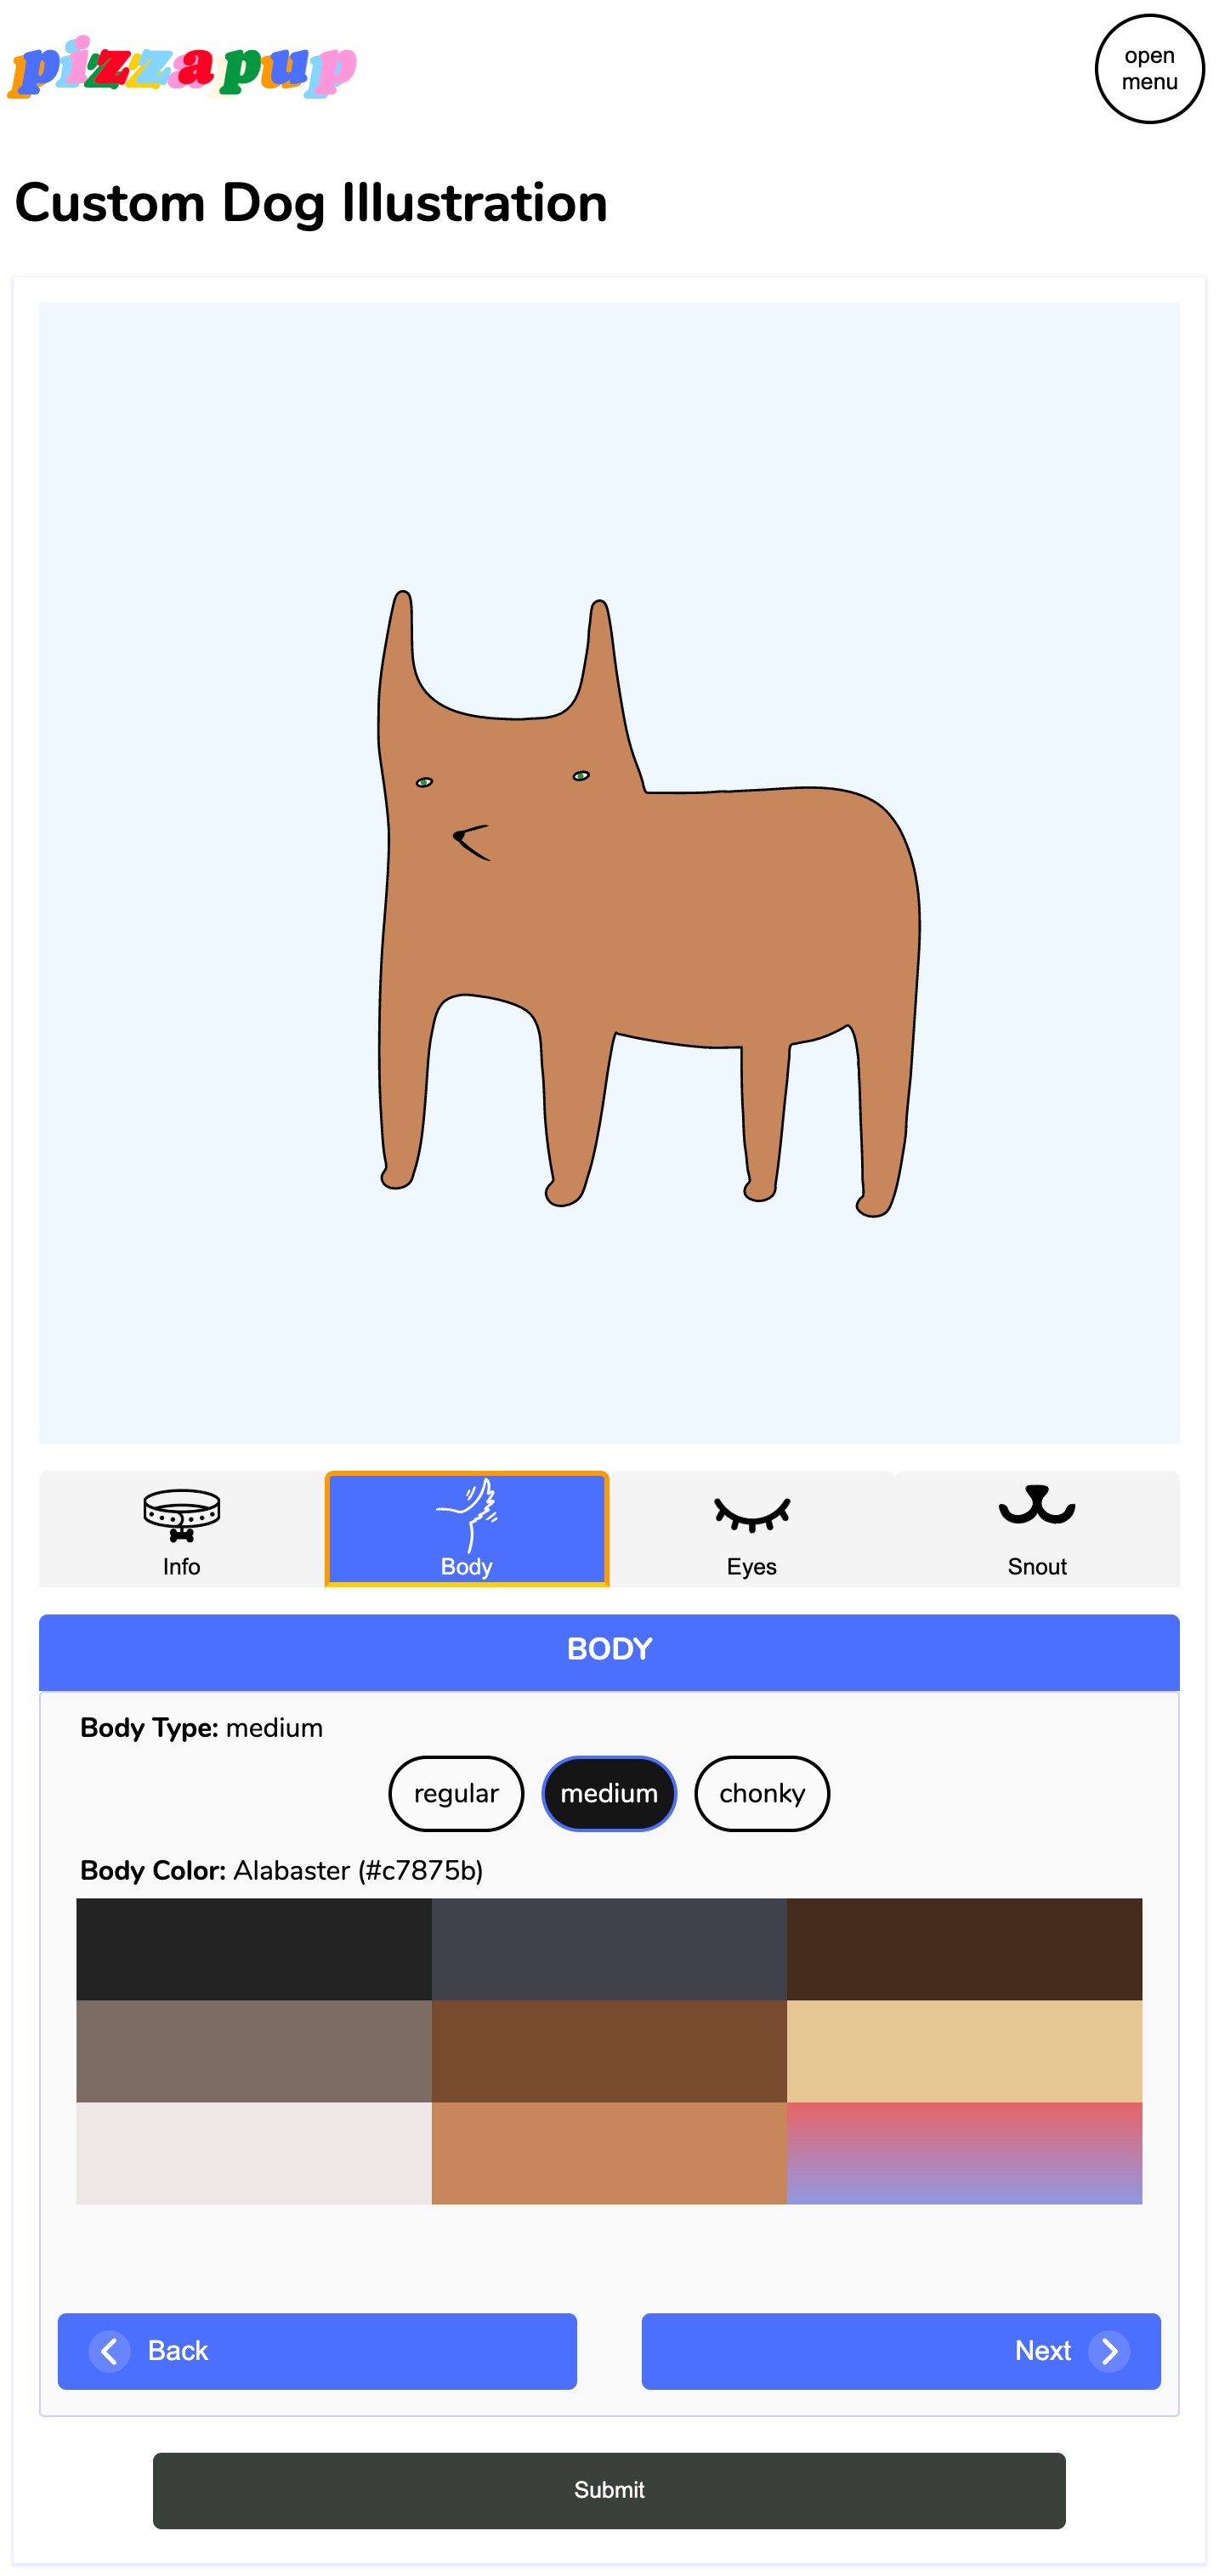 pizzapup
open
menu
Custom Dog Illustration
Info
Body
Eyes
Snout
BODY
Body Type: medium
regular
medium
chonky
Body Color: Alabaster (#c7875b)
Back
Next
Submit